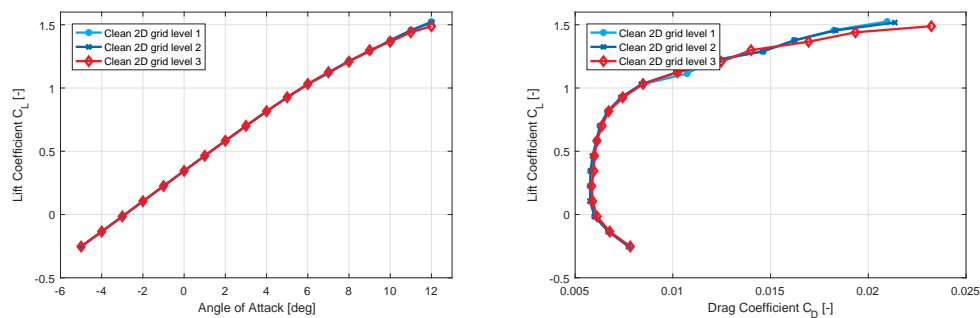 Clean 2D grid level 1
Clean 2D grid level 2
Clean 2D grid level 3
1.5
1
0.5
0
-0.5
Lift Coefficient C_L [-]
-6 -4 -2 0 2 4 6 8 10 12
Angle of Attack [deg]
Clean 2D grid level 1
Clean 2D grid level 2
Clean 2D grid level 3
1.5
1
0.5
0
-0.5
Lift Coefficient C_L [-]
0.005 0.01 0.015 0.02 0.025
Drag Coefficient C_D [-]